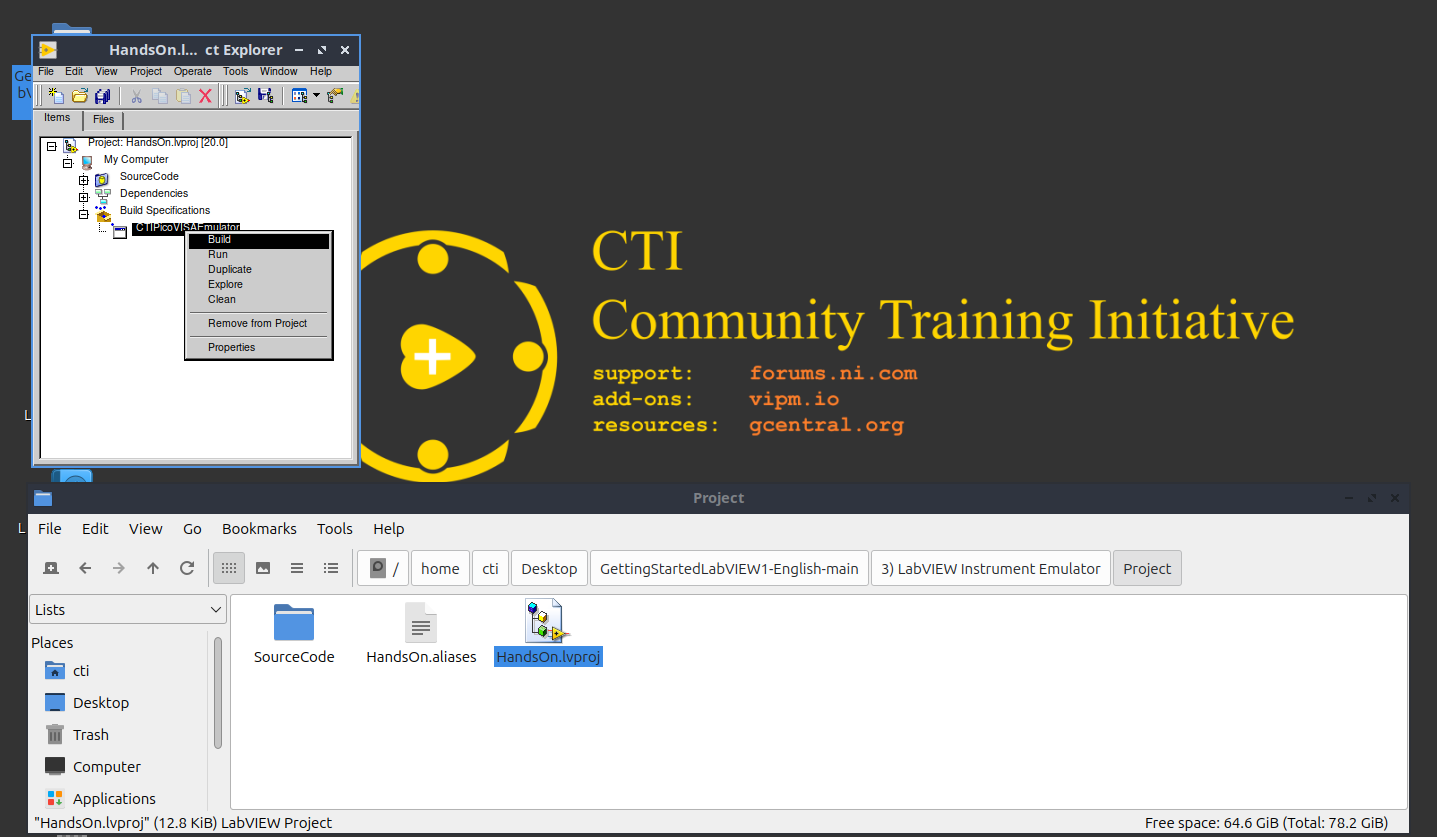 Ge
b
HandsOn.l... ct Explorer
File Edit View Project Operate Tools Window Help
Items Files
Project: HandsOn.lvproj [20.0]
My Computer
SourceCode
Dependencies
Build Specifications
CTIPicoVISAEmulator
Build
Run
Duplicate
Explore
Clean
Remove from Project
Properties
L
L
CTI
Community Training Initiative
support: forums.ni.com
add-ons: vipm.io
resources: gcentral.org
Project
File Edit View Go Bookmarks Tools Help
/ home cti Desktop GettingStartedLabVIEW1-English-main 3) LabVIEW Instrument Emulator Project
Lists
Places
cti
Desktop
Trash
Computer
Applications
SourceCode HandsOn.aliases HandsOn.lvproj
"HandsOn.lvproj" (12.8 KiB) LabVIEW Project Free space: 64.6 GiB (Total: 78.2 GiB)